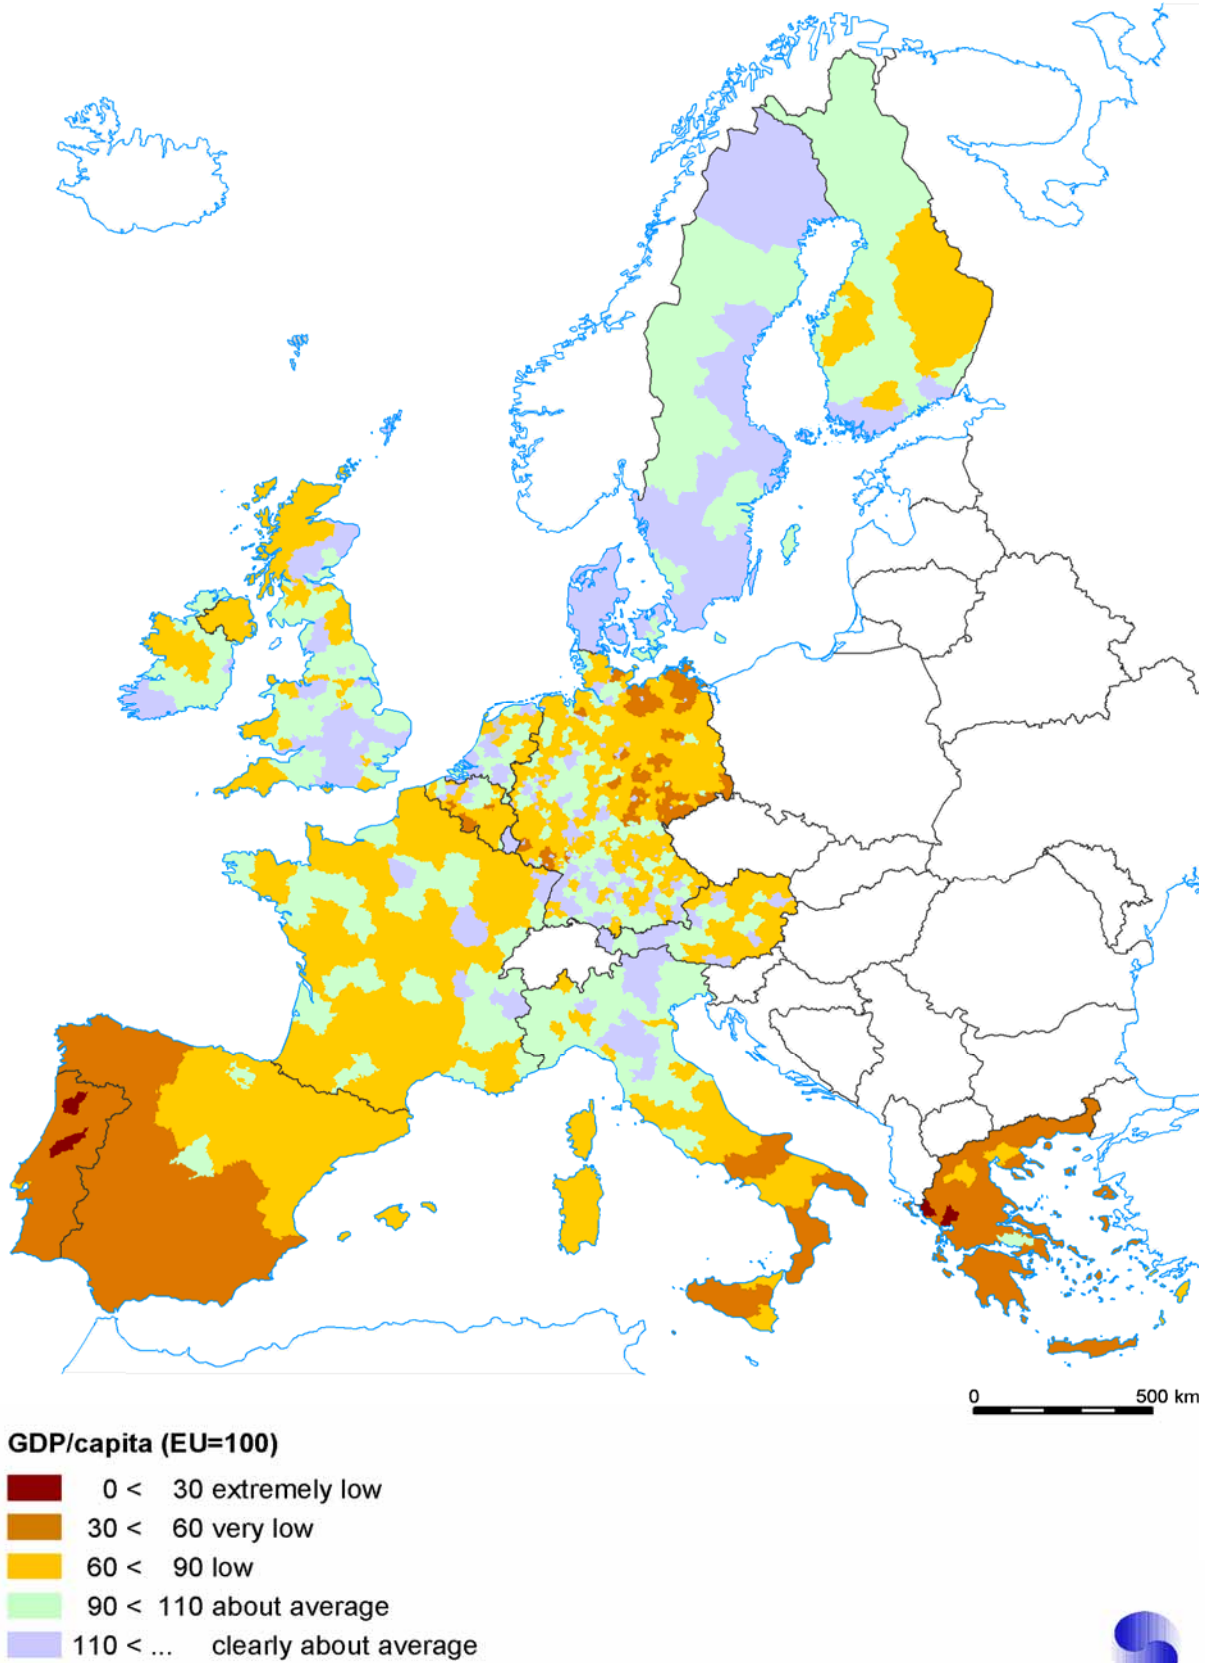 0 500 km
GDP/capita (EU=100)
0 < 30 extremely low
30 < 60 very low
60 < 90 low
90 < 110 about average
110 < ... clearly about average